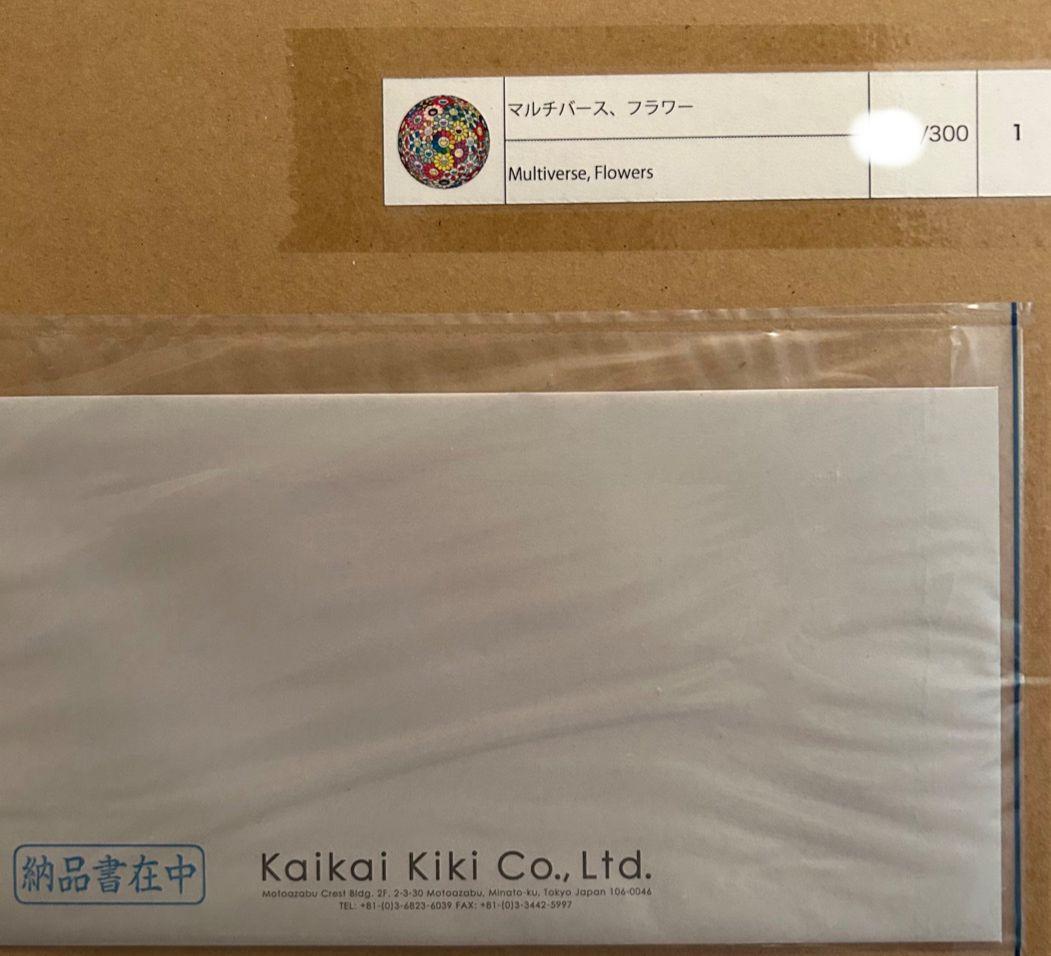 マルチバース、フラワー
Multiverse, Flowers
/300
1
納品書在中
Kaikai Kiki Co., Ltd.
Motoazabu Crest Bldg. 2F, 2-3-30 Motoazabu, Minato-ku, Tokyo Japan 106-0046
TEL: +81-(0)3-6823-6039 FAX: +81-(0)3-3442-5997